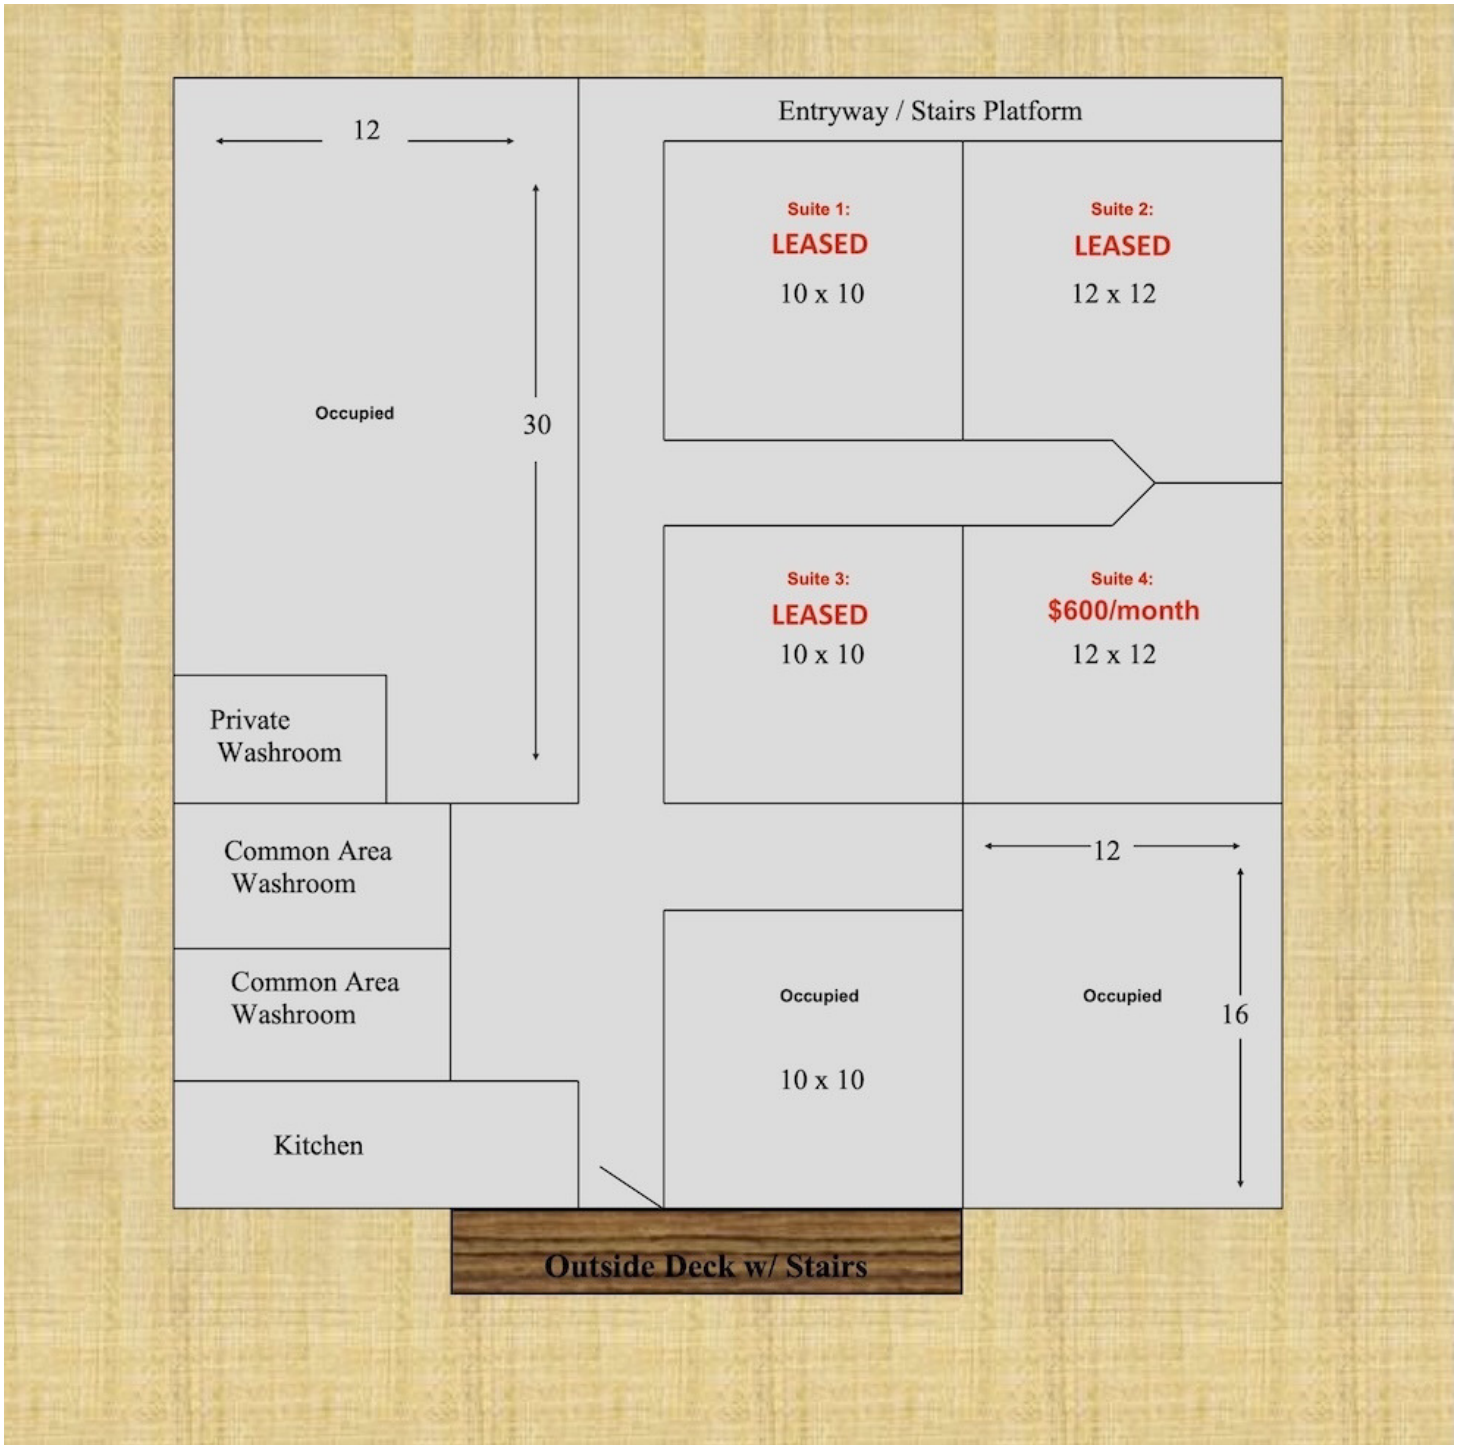 Entryway / Stairs Platform
12
Suite 1:
LEASED
10 x 10
Suite 2:
LEASED
12 x 12
Occupied
30
Suite 3:
LEASED
10 x 10
Suite 4:
$600/month
12 x 12
Private
Washroom
Common Area
Washroom
12
Common Area
Washroom
Occupied
10 x 10
Occupied
16
Kitchen
Outside Deck w/ Stairs